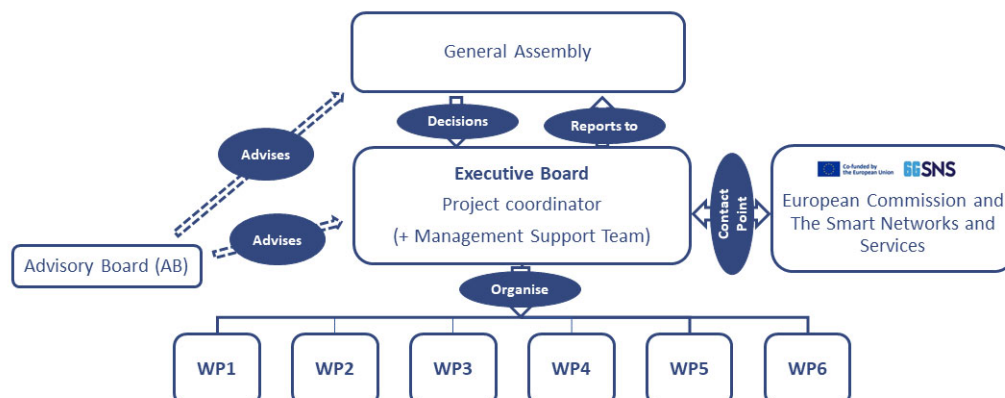 General Assembly
Decisions
Reports to
Advises
Executive Board
Project coordinator
(+ Management Support Team)
Advises
Advisory Board (AB)
Contact
Point
Co-funded by
the European Union
6GSNS
European Commission and
The Smart Networks and
Services
Organise
WP1
WP2
WP3
WP4
WP5
WP6